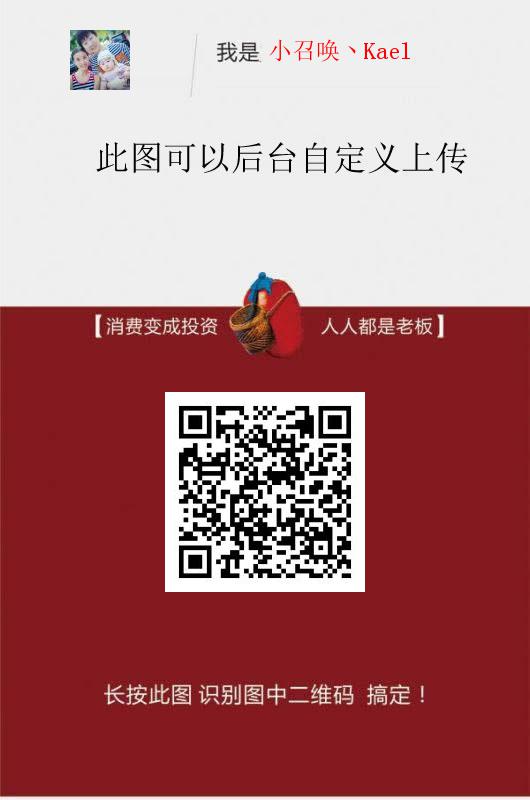 我是 小召唤丶Kael
此图可以后台自定义上传
【消费变成投资 人人都是老板】
长按此图 识别图中二维码 搞定！